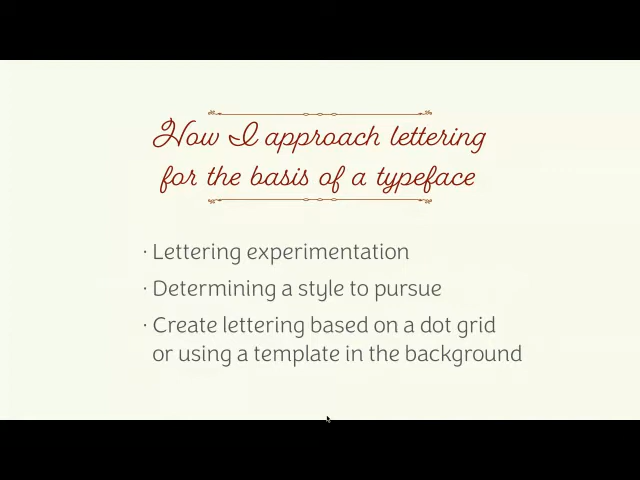 How I approach lettering
for the basis of a typeface
· Lettering experimentation
· Determining a style to pursue
· Create lettering based on a dot grid
or using a template in the background